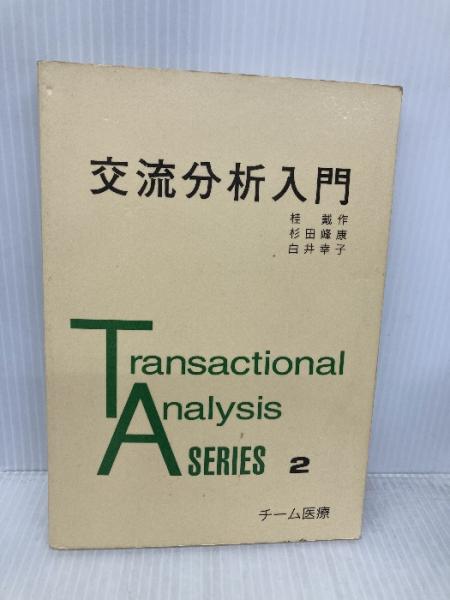 交流分析入門
桂 戴作
杉田峰康
白井幸子
Transactional
Analysis
SERIES 2
チーム医療